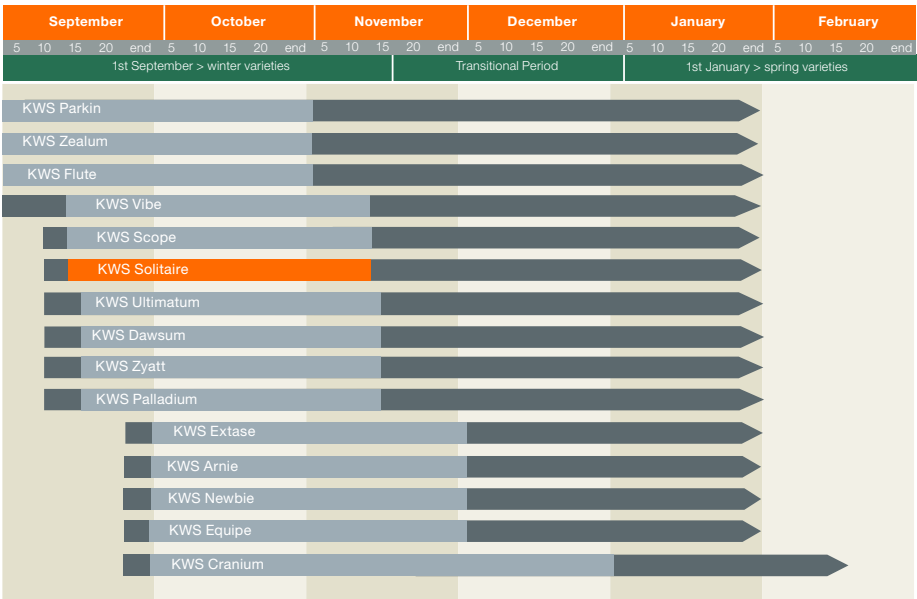 September October November December January February
5 10 15 20 end 5 10 15 20 end 5 10 15 20 end 5 10 15 20 end 5 10 15 20 end 5 10 15 20 end
1st September > winter varieties Transitional Period 1st January > spring varieties
KWS Parkin
KWS Zealum
KWS Flute
KWS Vibe
KWS Scope
KWS Solitaire
KWS Ultimatum
KWS Dawsum
KWS Zyatt
KWS Palladium
KWS Extase
KWS Arnie
KWS Newbie
KWS Equipe
KWS Cranium